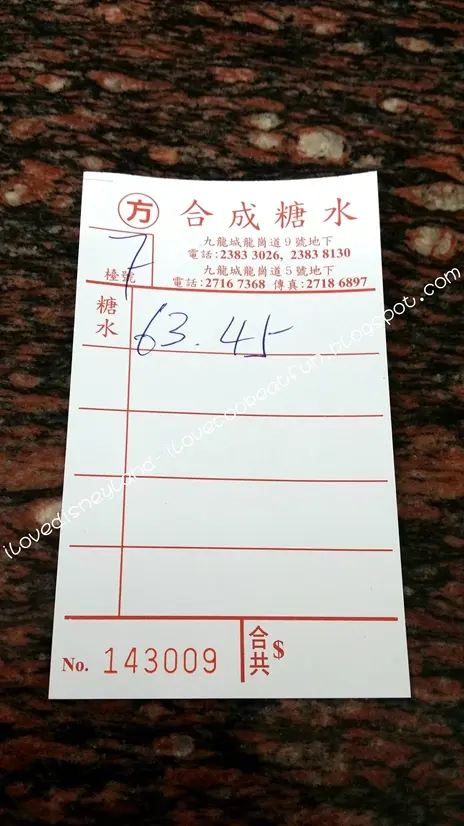 方 合成糖水
九龍城龍崗道9號地下
電話:2383 3026, 2383 8130
九龍城龍崗道5號地下
電話:2716 7368 傳真:2718 6897
7
檯號
糖水
63.45
No. 143009
合共$
iLovedisneyland-iLovecookeatfun.blogspot.com